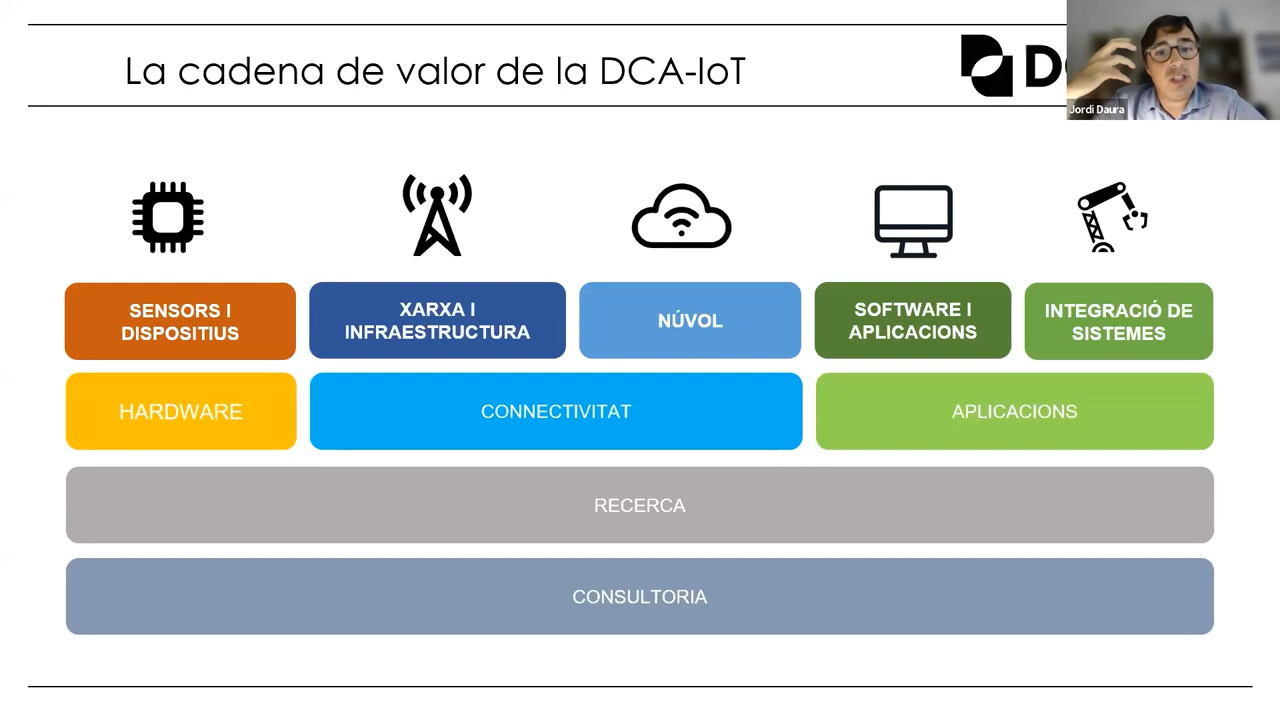 La cadena de valor de la DCA-IoT
Jordi Daura
SENSORS I
DISPOSITIUS
XARXA I
INFRAESTRUCTURA
NÚVOL
SOFTWARE I
APLICACIONS
INTEGRACIÓ DE
SISTEMES
HARDWARE
CONNECTIVITAT
APLICACIONS
RECERCA
CONSULTORIA